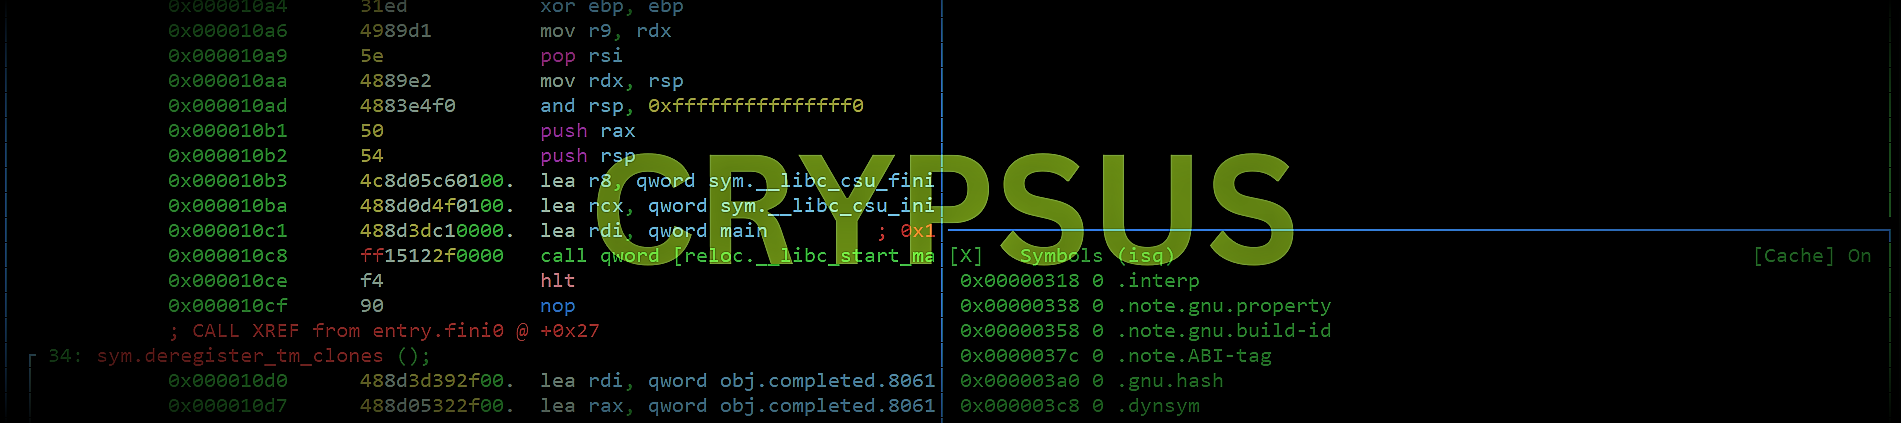 0x000010a4 31ed xor ebp, ebp
0x000010a6 4989d1 mov r9, rdx
0x000010a9 5e pop rsi
0x000010aa 4889e2 mov rdx, rsp
0x000010ad 4883e4f0 and rsp, 0xfffffffffffffff0
0x000010b1 50 push rax
0x000010b2 54 push rsp
0x000010b3 4c8d05c60100. lea r8, qword sym.__libc_csu_fini
0x000010ba 488d0d4f0100. lea rcx, qword sym.__libc_csu_ini
0x000010c1 488d3dc10000. lea rdi, qword main ; 0x1
0x000010c8 ff15122f0000 call qword [reloc.__libc_start_ma
0x000010ce f4 hlt
0x000010cf 90 nop
; CALL XREF from entry.fini0 @ +0x27
34: sym.deregister_tm_clones ();
0x000010d0 488d3d392f00. lea rdi, qword obj.completed.8061
0x000010d7 488d05322f00. lea rax, qword obj.completed.8061
CRYPSUS
[X] Symbols (isq) [Cache] On
0x00000318 0 .interp
0x00000338 0 .note.gnu.property
0x00000358 0 .note.gnu.build-id
0x0000037c 0 .note.ABI-tag
0x000003a0 0 .gnu.hash
0x000003c8 0 .dynsym